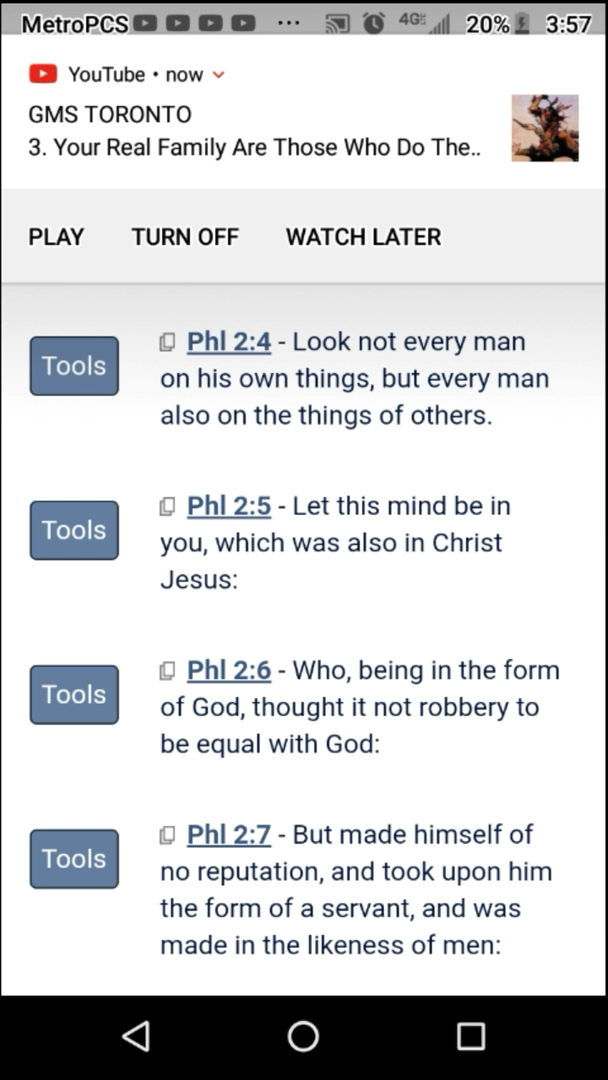 MetroPCS ... 4G 20% 3:57
YouTube • now
GMS TORONTO
3. Your Real Family Are Those Who Do The..
PLAY TURN OFF WATCH LATER
Tools Phl 2:4 - Look not every man
on his own things, but every man
also on the things of others.
Tools Phl 2:5 - Let this mind be in
you, which was also in Christ
Jesus:
Tools Phl 2:6 - Who, being in the form
of God, thought it not robbery to
be equal with God:
Tools Phl 2:7 - But made himself of
no reputation, and took upon him
the form of a servant, and was
made in the likeness of men: